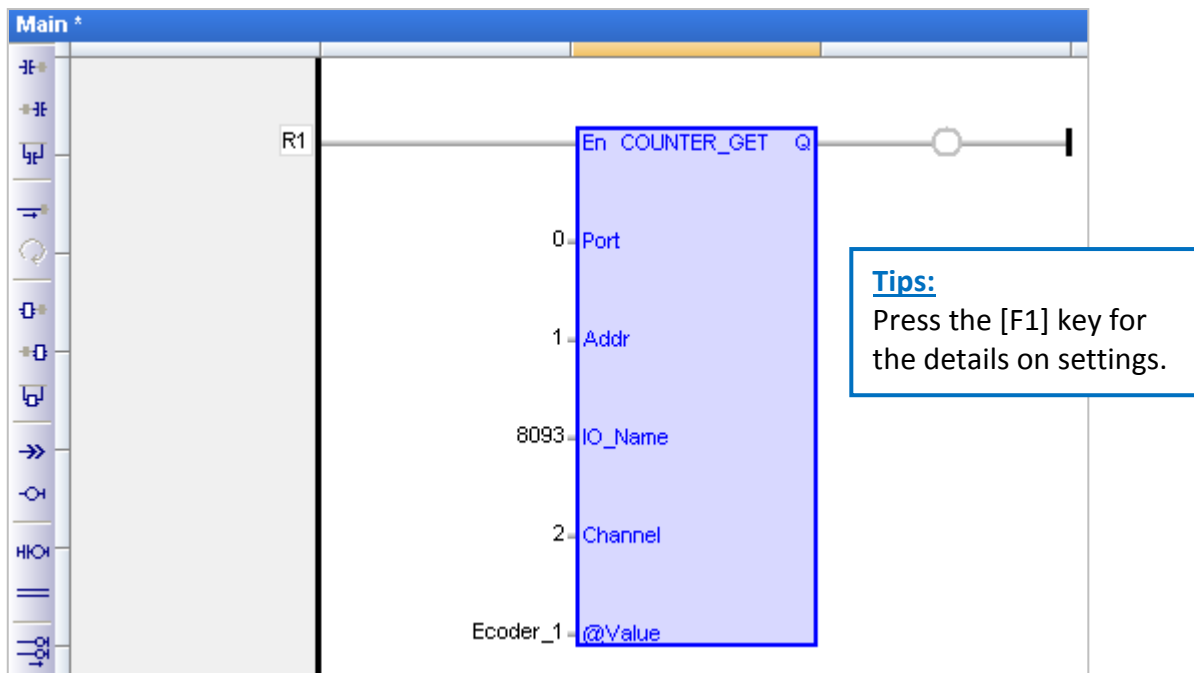 Main *
R1
En COUNTER_GET Q
0 Port
Tips:
Press the [F1] key for
the details on settings.
1 Addr
8093 IO_Name
2 Channel
Ecoder_1 @Value